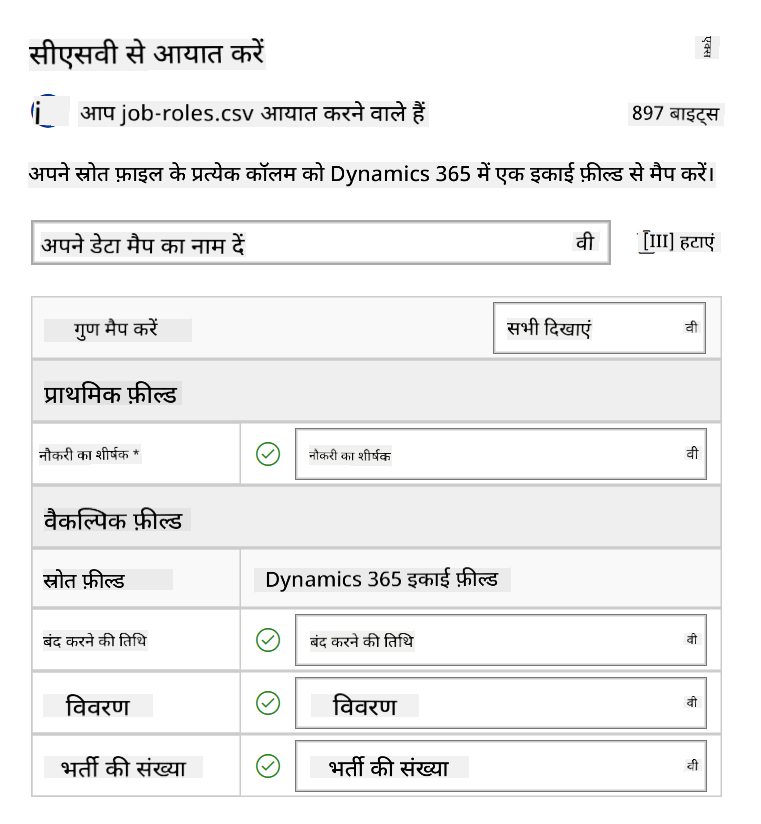 सीएसवी से आयात करें
एक्स
i आप job-roles.csv आयात करने वाले हैं 897 बाइट्स
अपने स्रोत फ़ाइल के प्रत्येक कॉलम को Dynamics 365 में एक इकाई फ़ील्ड से मैप करें।
अपने डेटा मैप का नाम दें वी [III] हटाएं
गुण मैप करें सभी दिखाएं वी
प्राथमिक फ़ील्ड
नौकरी का शीर्षक * नौकरी का शीर्षक वी
वैकल्पिक फ़ील्ड
स्रोत फ़ील्ड Dynamics 365 इकाई फ़ील्ड
बंद करने की तिथि बंद करने की तिथि वी
विवरण विवरण वी
भर्ती की संख्या भर्ती की संख्या वी